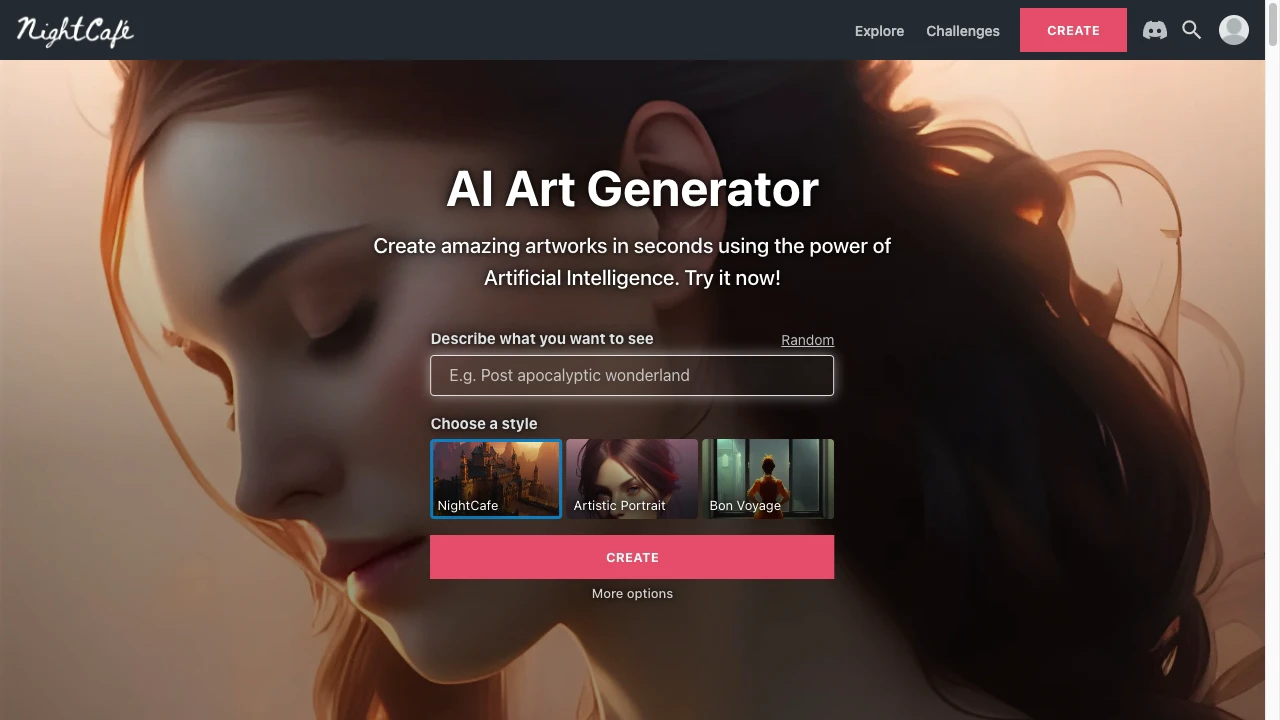 NightCafé
Explore
Challenges
CREATE
AI Art Generator
Create amazing artworks in seconds using the power of
Artificial Intelligence. Try it now!
Describe what you want to see
Random
E.g. Post apocalyptic wonderland
Choose a style
NightCafe
Artistic Portrait
Bon Voyage
CREATE
More options